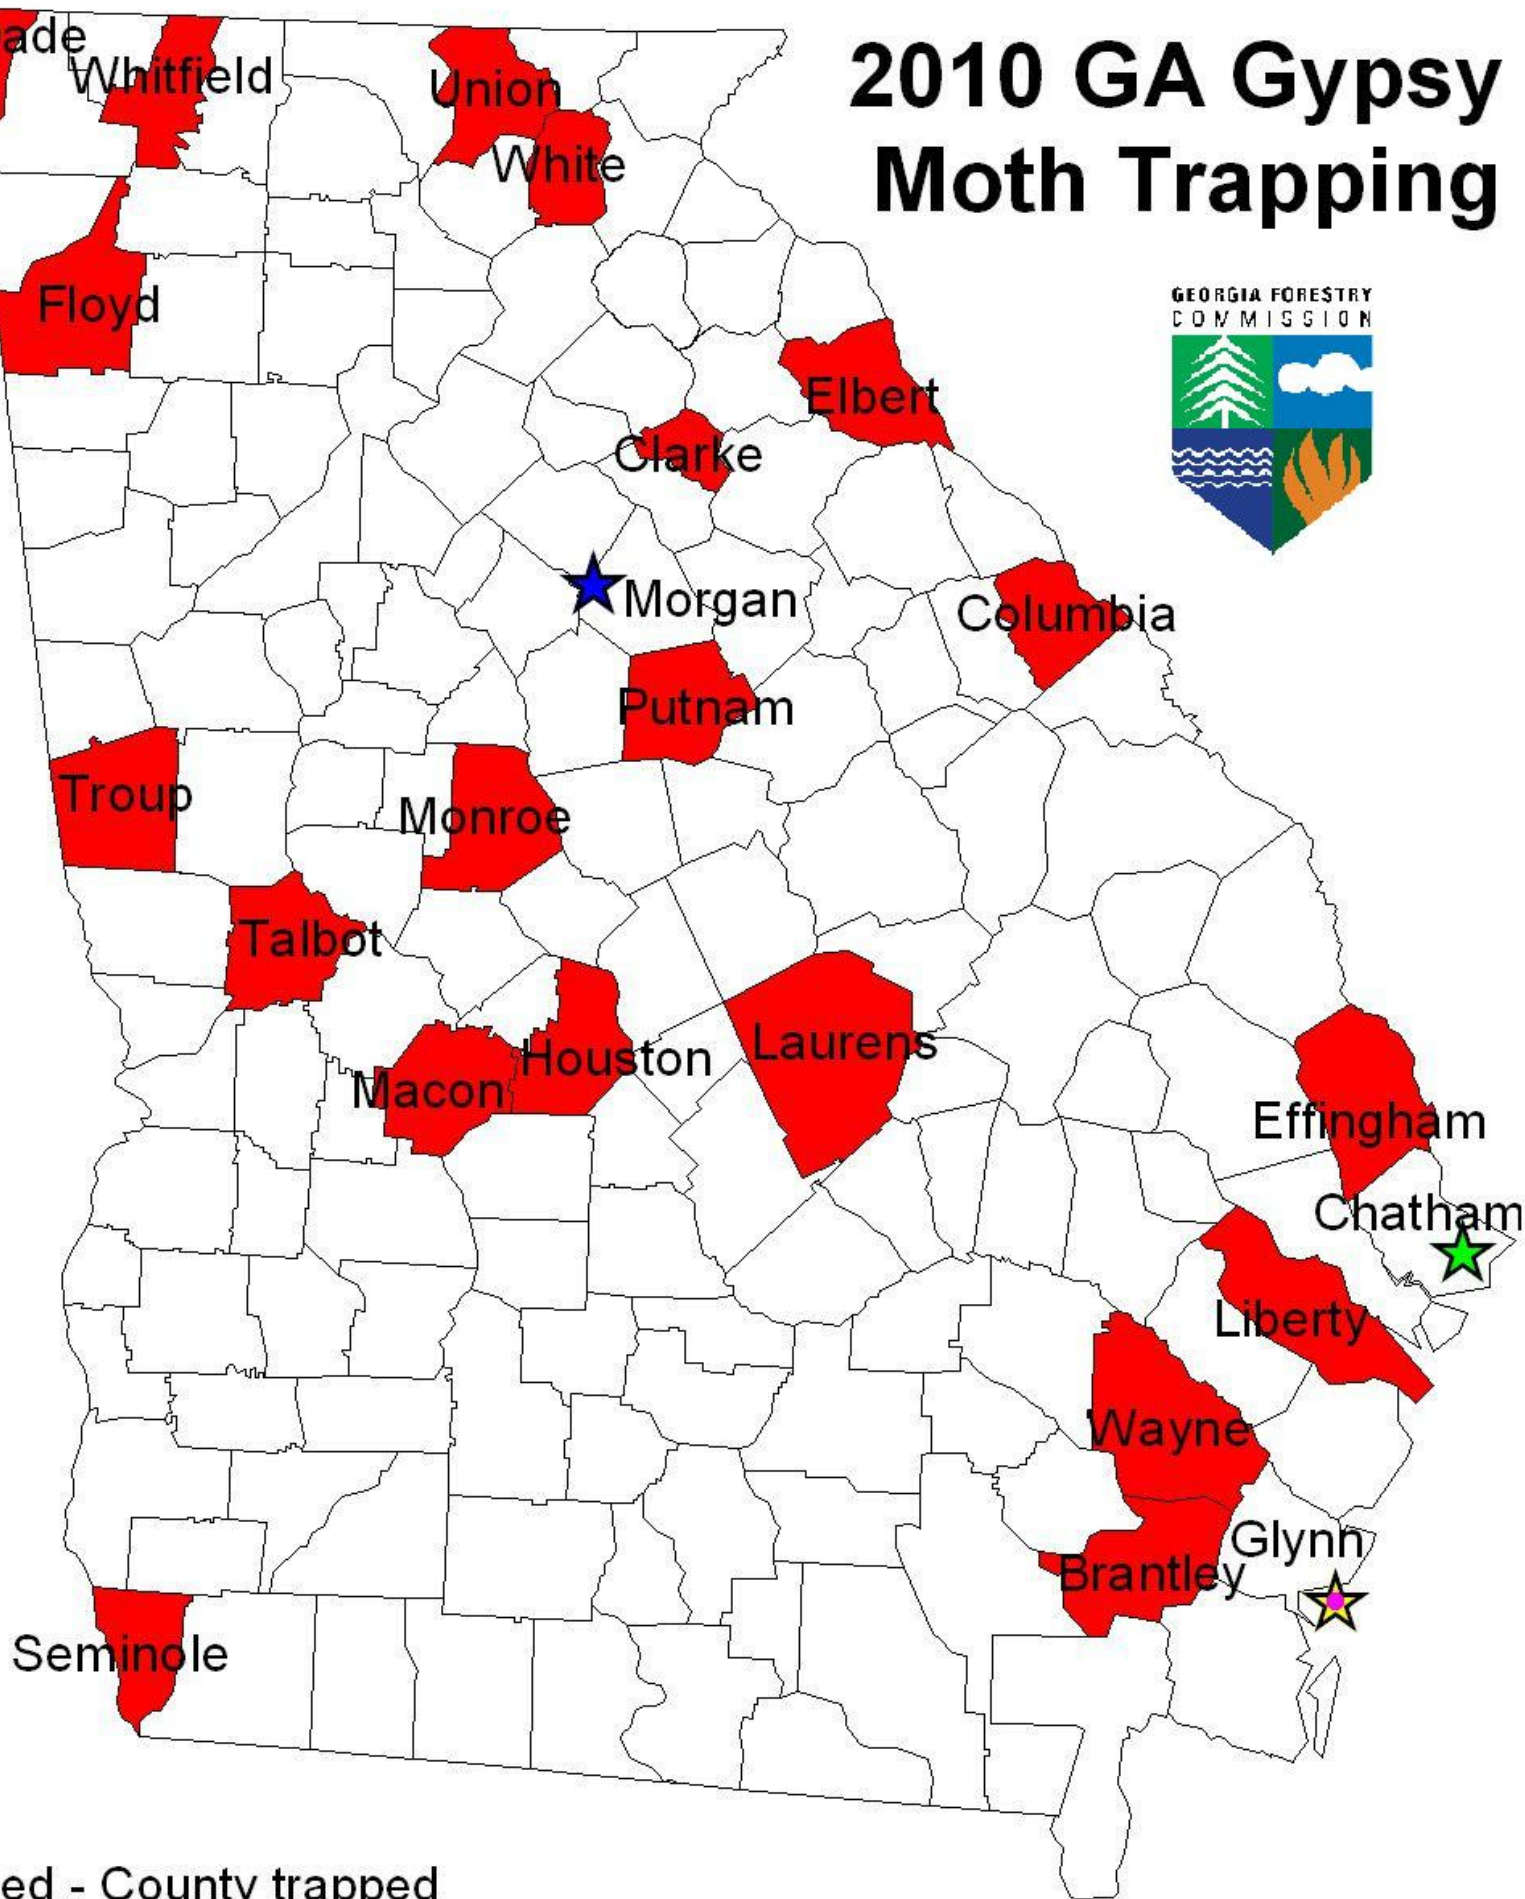 ade
Whitfield
Union
White
2010 GA Gypsy
Moth Trapping
GEORGIA FORESTRY
COMMISSION
Floyd
Elbert
Clarke
Morgan
Columbia
Putnam
Troup
Monroe
Talbot
Laurens
Houston
Macon
Effingham
Chatham
Liberty
Wayne
Glynn
Brantley
Seminole
ed - County trapped